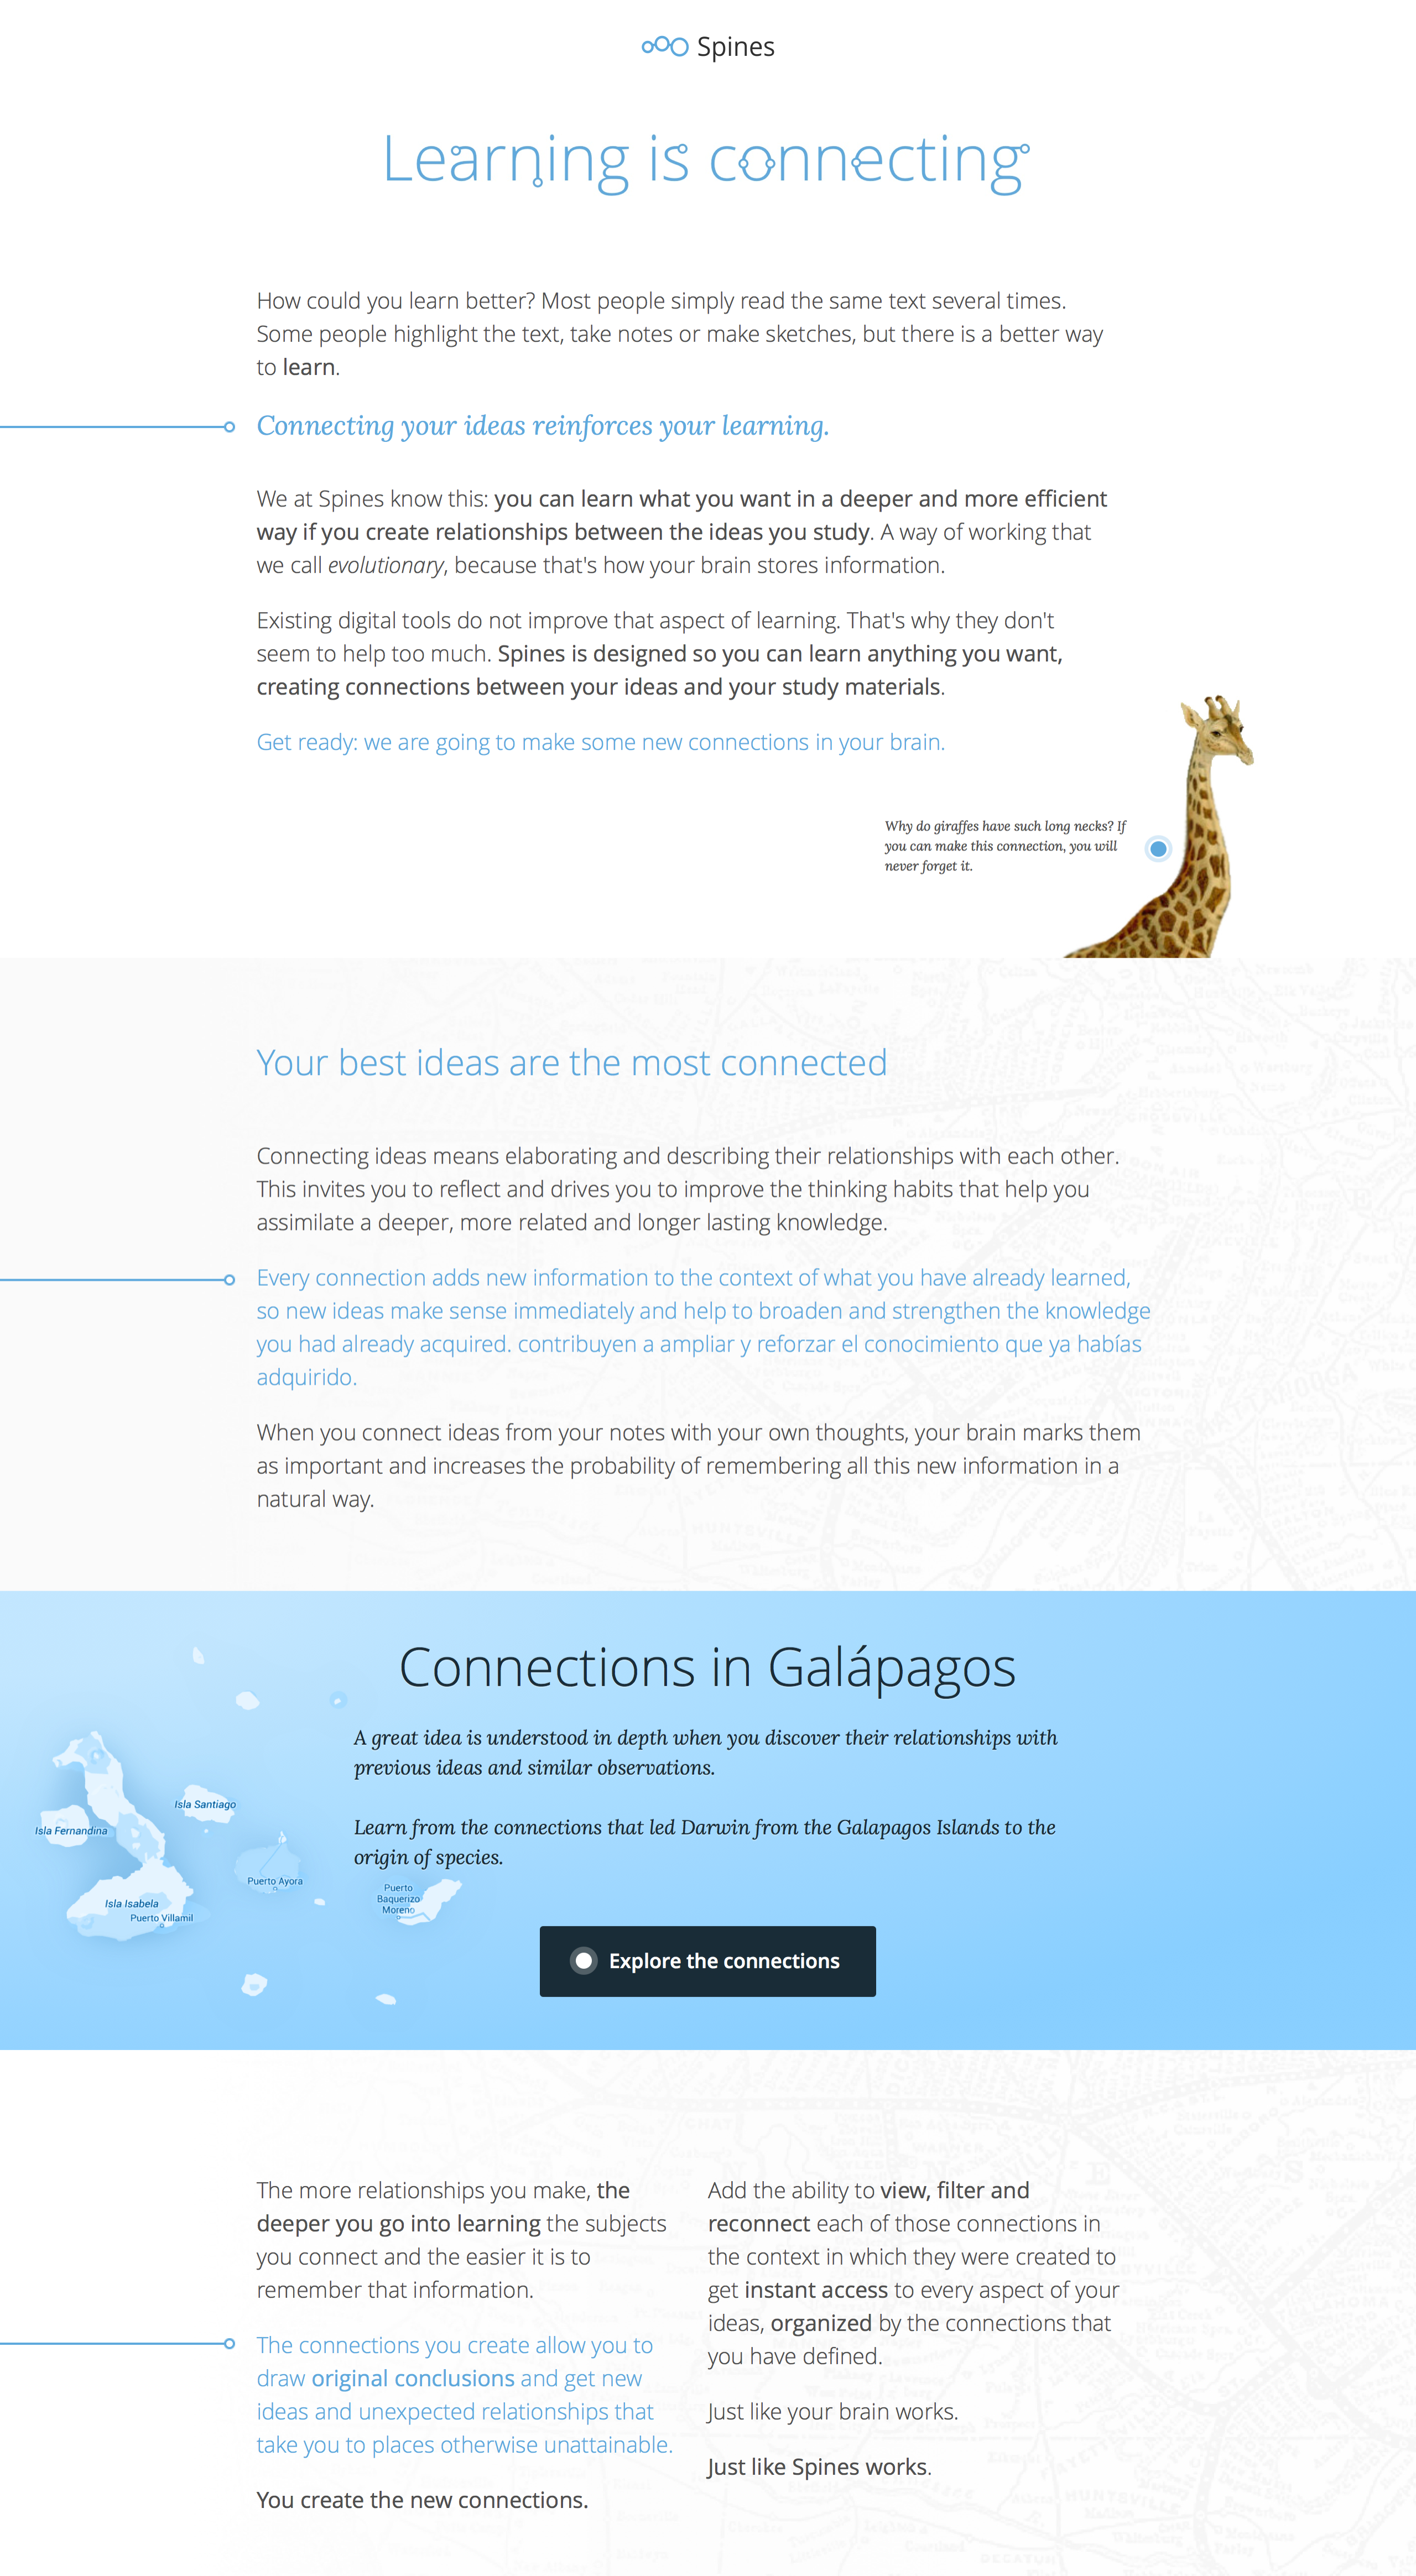 Spines
Learning is connecting
How could you learn better? Most people simply read the same text several times.
Some people highlight the text, take notes or make sketches, but there is a better way
to learn.
Connecting your ideas reinforces your learning.
We at Spines know this: you can learn what you want in a deeper and more efficient
way if you create relationships between the ideas you study. A way of working that
we call evolutionary, because that's how your brain stores information.
Existing digital tools do not improve that aspect of learning. That's why they don't
seem to help too much. Spines is designed so you can learn anything you want,
creating connections between your ideas and your study materials.
Get ready: we are going to make some new connections in your brain.
Why do giraffes have such long necks? If
you can make this connection, you will
never forget it.
Your best ideas are the most connected
Connecting ideas means elaborating and describing their relationships with each other.
This invites you to reflect and drives you to improve the thinking habits that help you
assimilate a deeper, more related and longer lasting knowledge.
Every connection adds new information to the context of what you have already learned,
so new ideas make sense immediately and help to broaden and strengthen the knowledge
you had already acquired. contribuyen a ampliar y reforzar el conocimiento que ya habías
adquirido.
When you connect ideas from your notes with your own thoughts, your brain marks them
as important and increases the probability of remembering all this new information in a
natural way.
Connections in Galápagos
A great idea is understood in depth when you discover their relationships with
previous ideas and similar observations.
Learn from the connections that led Darwin from the Galapagos Islands to the
origin of species.
Isla Santiago
Isla Fernandina
Puerto Ayora
Isla Isabela
Puerto Villamil
Puerto
Baquerizo
Moreno
Explore the connections
The more relationships you make, the
deeper you go into learning the subjects
you connect and the easier it is to
remember that information.
The connections you create allow you to
draw original conclusions and get new
ideas and unexpected relationships that
take you to places otherwise unattainable.
You create the new connections.
Add the ability to view, filter and
reconnect each of those connections in
the context in which they were created to
get instant access to every aspect of your
ideas, organized by the connections that
you have defined.
Just like your brain works.
Just like Spines works.